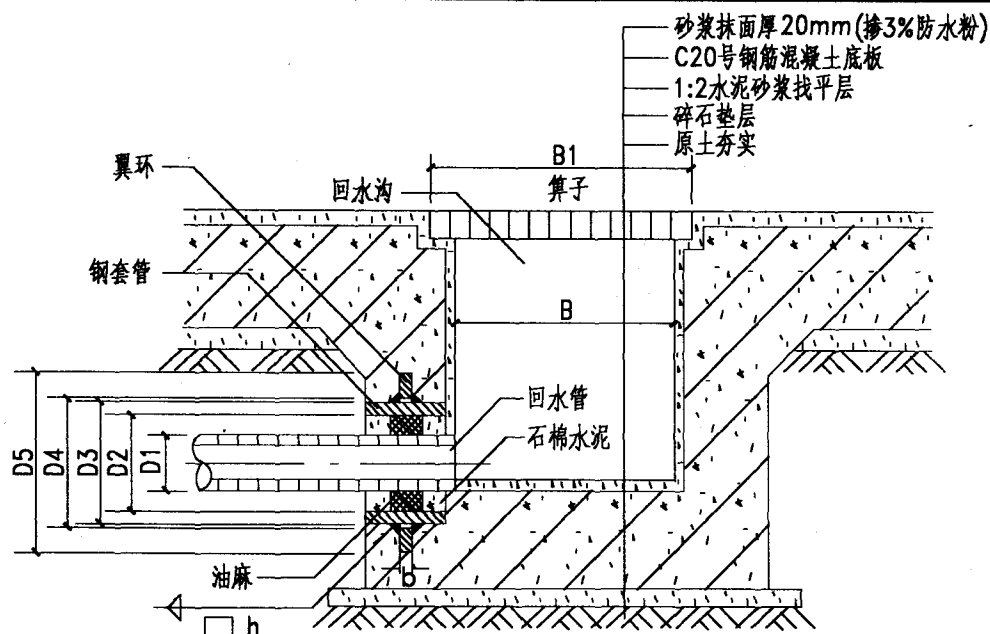 砂浆抹面厚20mm(掺3%防水粉)
C20号钢筋混凝土底板
1:2水泥砂浆找平层
碎石垫层
原土夯实
B1
箅子
翼环
回水沟
钢套管
B
回水管
石棉水泥
D5
D4
D3
D2
D1
油麻
b
h